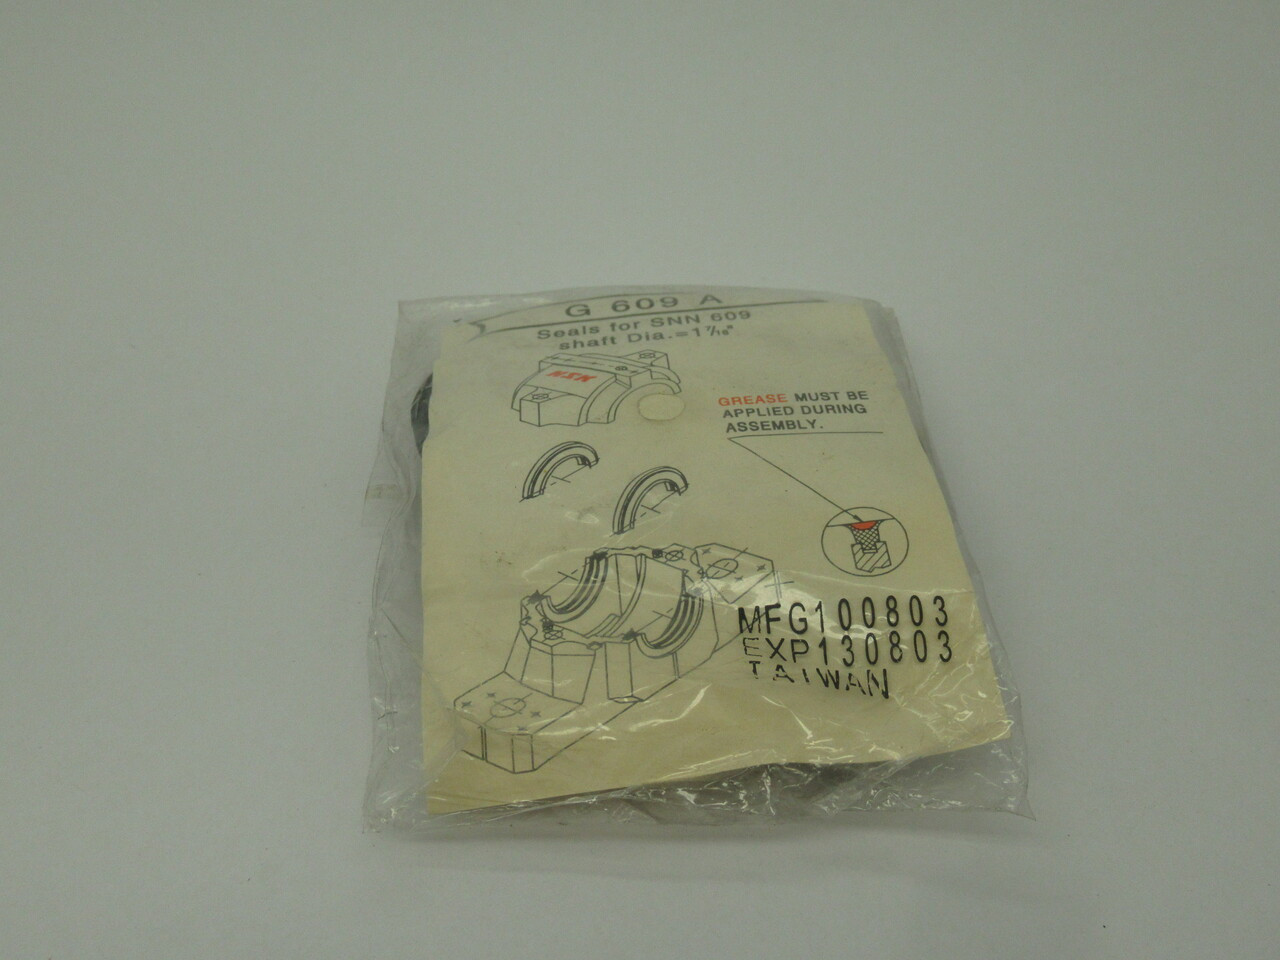 G 609 A
Seals for SNN 609
shaft Dia.=1 7/16"
NSK
GREASE MUST BE
APPLIED DURING
ASSEMBLY.
MFG100803
EXP130803
TAIWAN